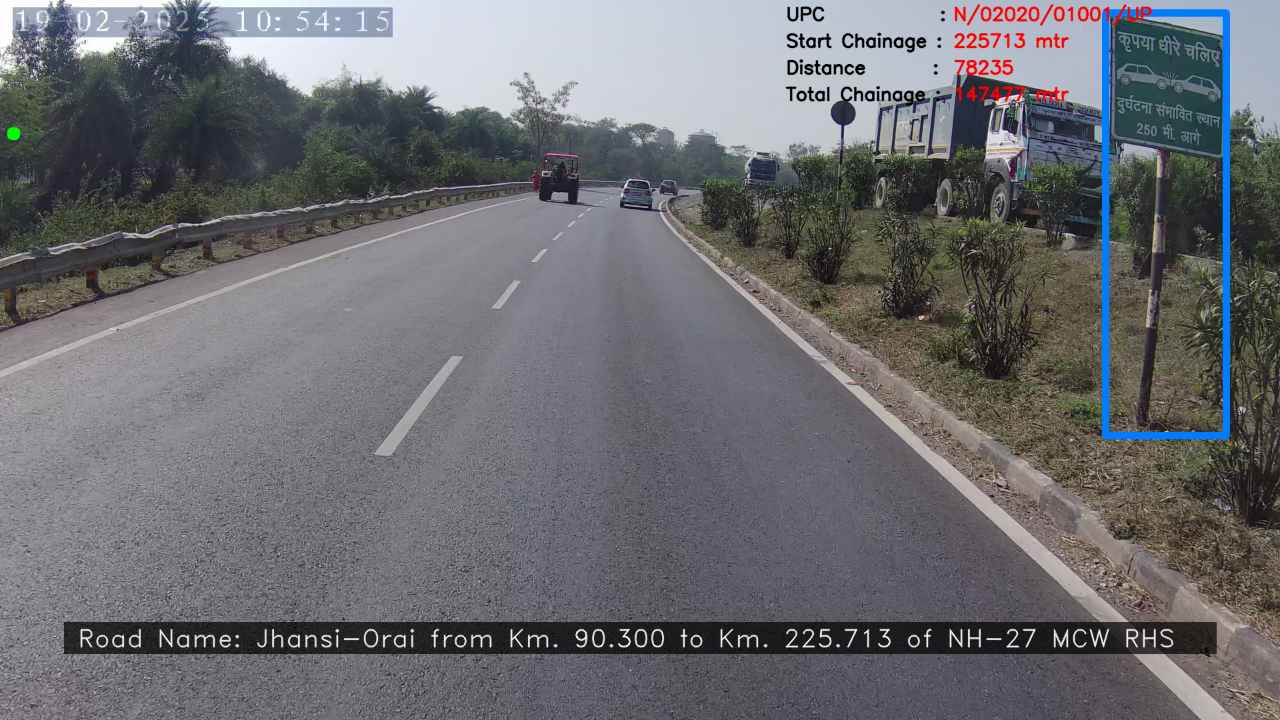 19-02-2025 10:54:15
UPC : N/02020/01001/UP
Start Chainage : 225713 mtr
Distance : 78235
Total Chainage 147477 mtr
कृपया धीरे चलिए
दुर्घटना संभावित स्थान
250 मी. आगे
Road Name: Jhansi-Orai from Km. 90.300 to Km. 225.713 of NH-27 MCW RHS